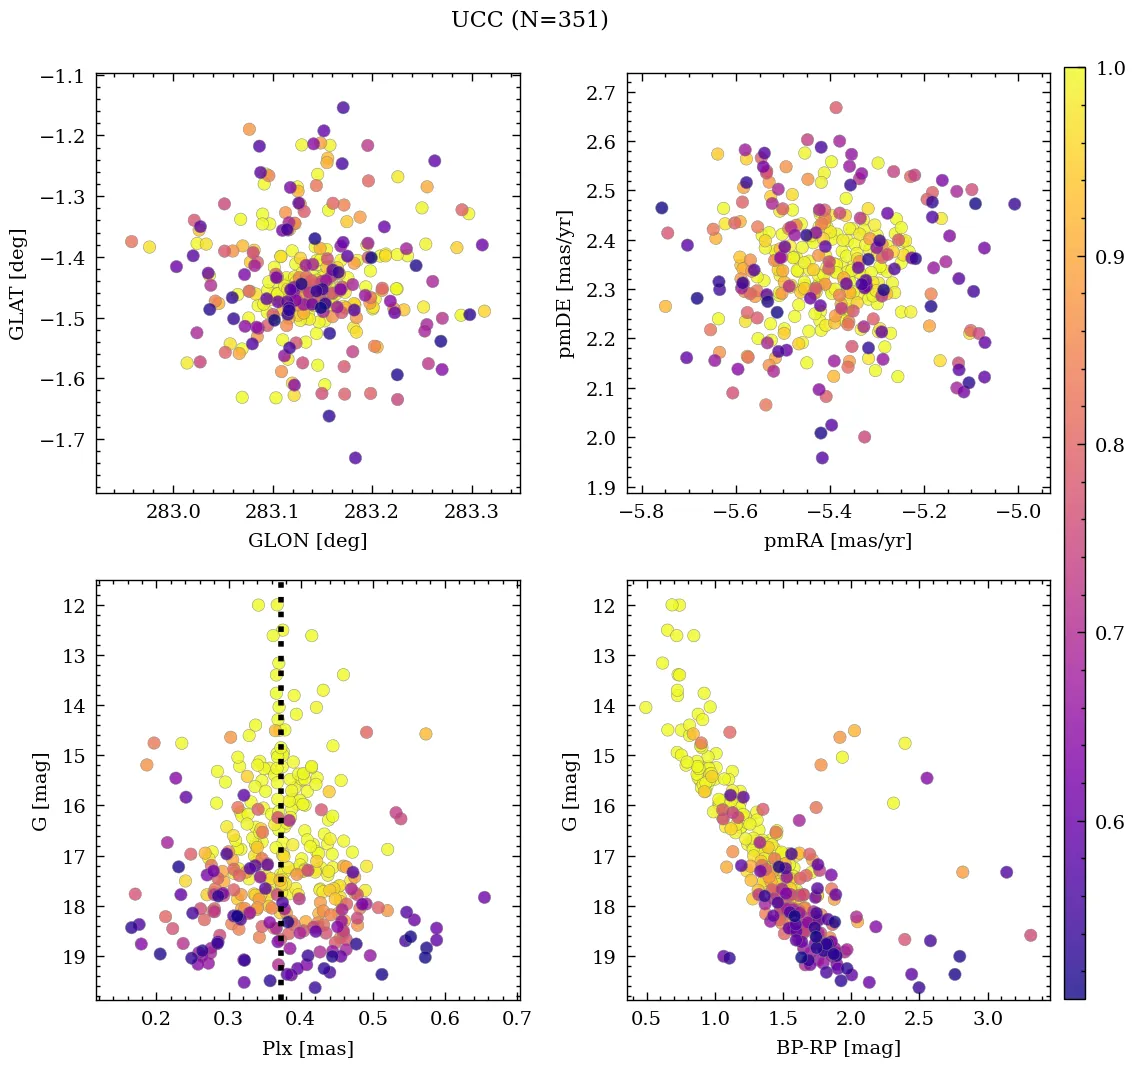 UCC (N=351)
−1.1
−1.2
−1.3
−1.4
−1.5
−1.6
−1.7
GLAT [deg]
283.0 283.1 283.2 283.3
GLON [deg]
2.7
2.6
2.5
2.4
2.3
2.2
2.1
2.0
1.9
pmDE [mas/yr]
−5.8 −5.6 −5.4 −5.2 −5.0
pmRA [mas/yr]
12
13
14
15
16
17
18
19
G [mag]
0.2 0.3 0.4 0.5 0.6 0.7
Plx [mas]
12
13
14
15
16
17
18
19
G [mag]
0.5 1.0 1.5 2.0 2.5 3.0
BP-RP [mag]
1.0
0.9
0.8
0.7
0.6